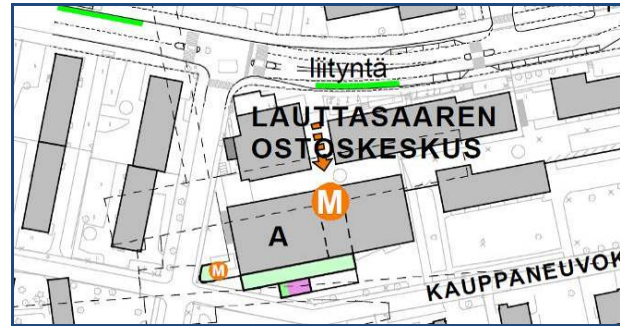 liityntä
LAUTTASAAREN
OSTOSKESKUS
M
A
M
KAUPPANEUVOK